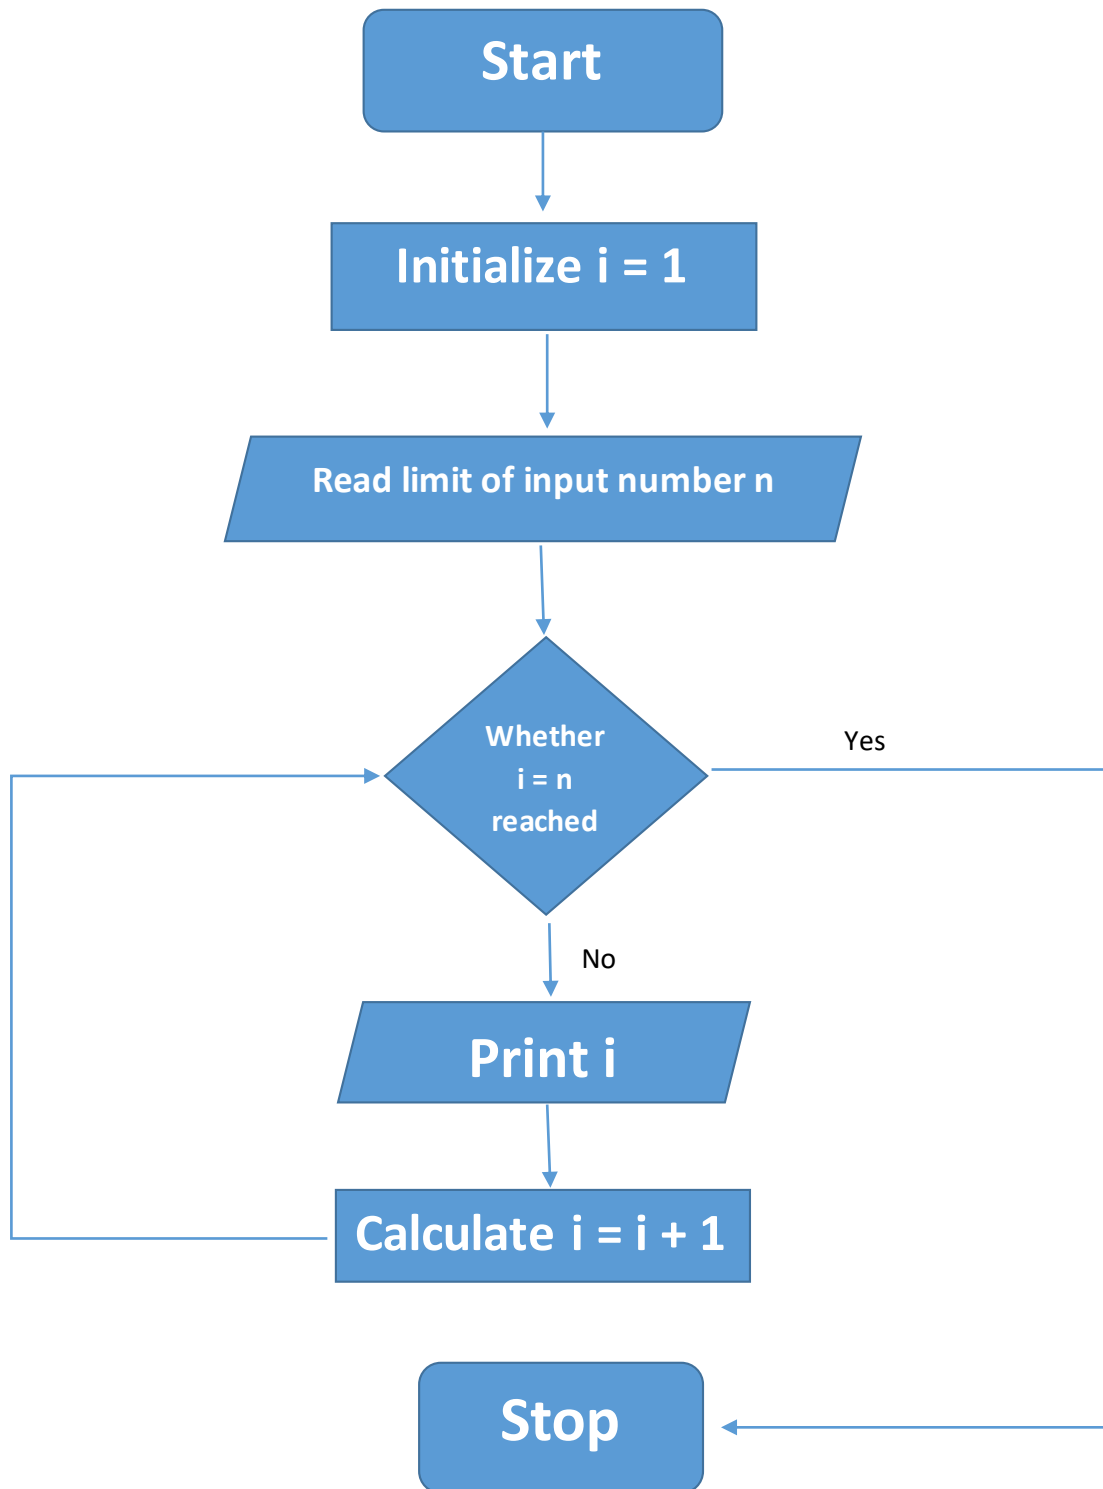 Start
Initialize i = 1
Read limit of input number n
Whether
i = n
reached
Yes
No
Print i
Calculate i = i + 1
Stop